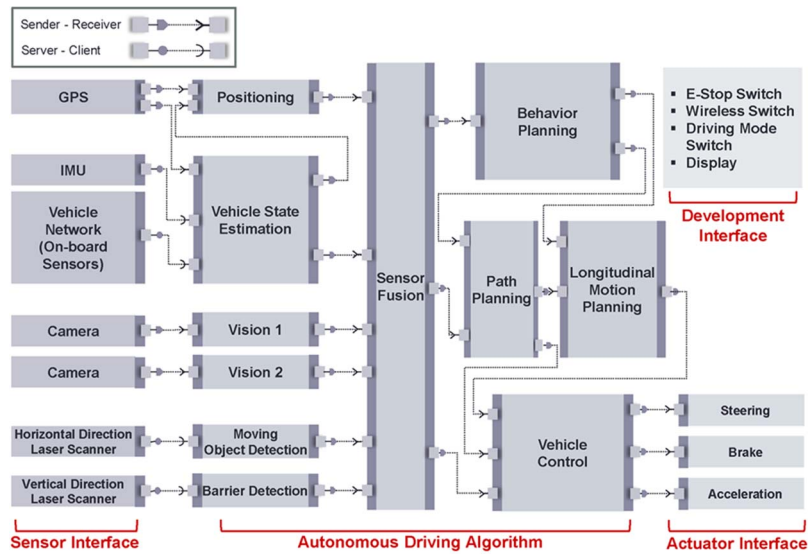 Sender - Receiver
Server - Client
GPS
Positioning
IMU
Vehicle
Network
(On-board
Sensors)
Vehicle State
Estimation
Camera
Vision 1
Camera
Vision 2
Horizontal Direction
Laser Scanner
Moving
Object Detection
Vertical Direction
Laser Scanner
Barrier Detection
Sensor
Fusion
Behavior
Planning
Path
Planning
Longitudinal
Motion
Planning
Vehicle
Control
▪ E-Stop Switch
▪ Wireless Switch
▪ Driving Mode
Switch
▪ Display
Development
Interface
Steering
Brake
Acceleration
Sensor Interface
Autonomous Driving Algorithm
Actuator Interface